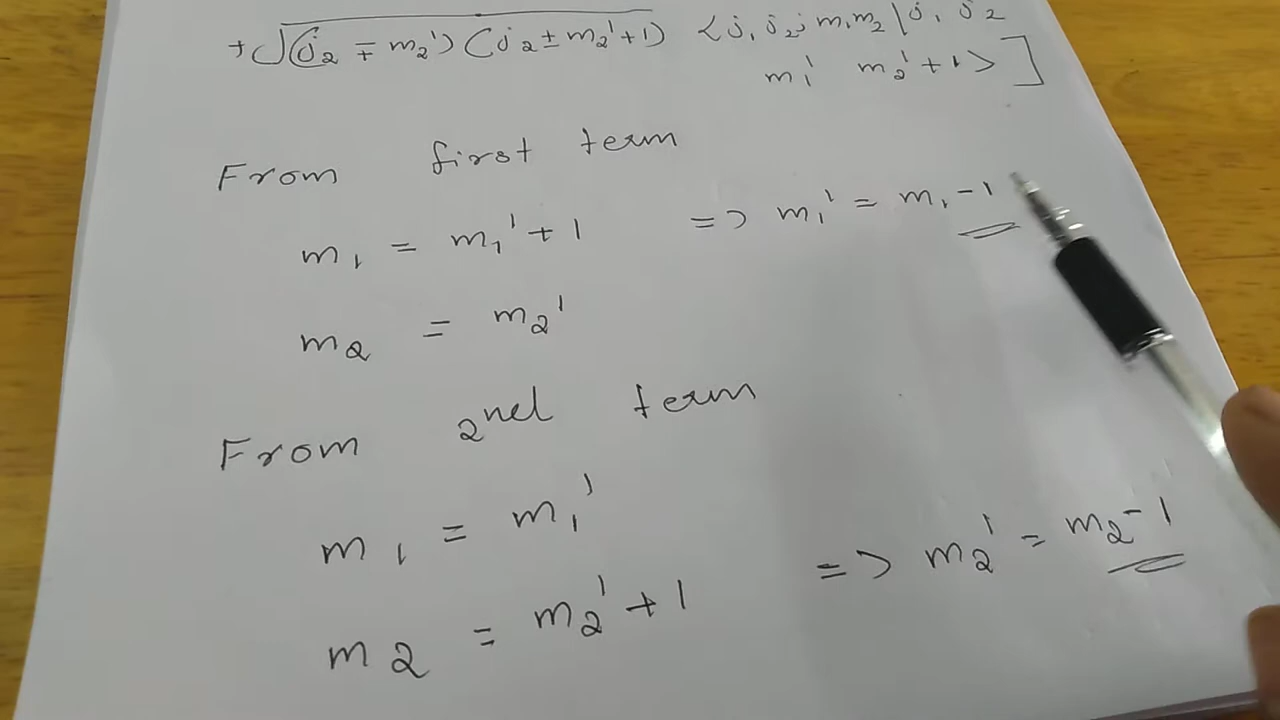 +√(j₂ ∓ m₂') (j₂ ± m₂' + 1) <j₁ j₂; m₁ m₂ | j₁ j₂
m₁' m₂' + 1 > ]
From first term
m₁ = m₁' + 1 => m₁' = m₁ - 1
m₂ = m₂'
From 2nd term
m₁ = m₁'
m₂ = m₂' + 1 => m₂' = m₂ - 1